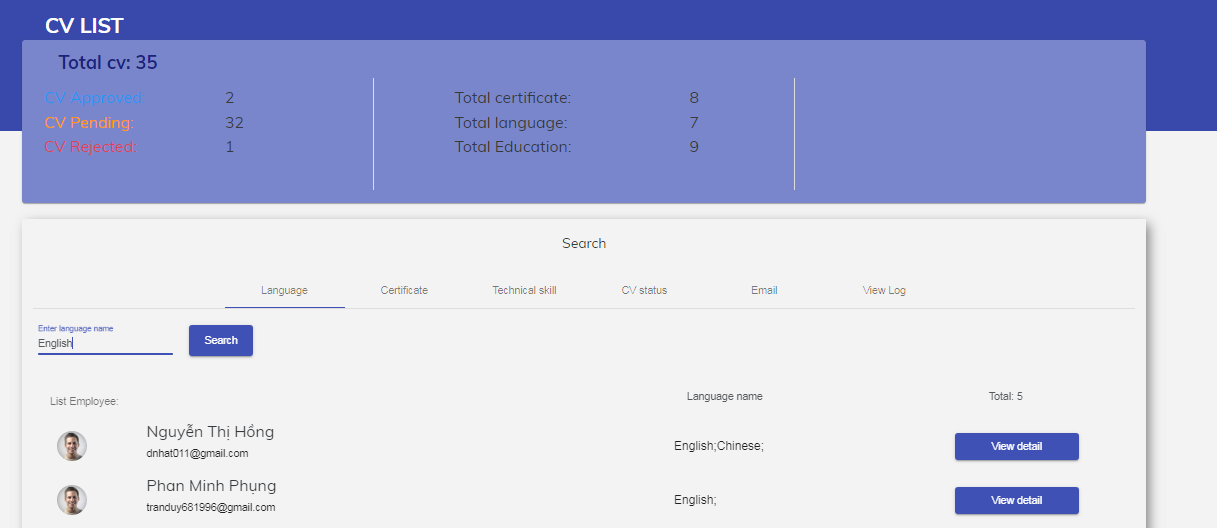 CV LIST
Total cv: 35
CV Approved: 2
CV Pending: 32
CV Rejected: 1
Total certificate: 8
Total language: 7
Total Education: 9
Search
Language Certificate Technical skill CV status Email View Log
Enter language name
English
Search
List Employee: Language name Total: 5
Nguyễn Thị Hồng
dnhat011@gmail.com
English;Chinese;
View detail
Phan Minh Phụng
tranduy681996@gmail.com
English;
View detail